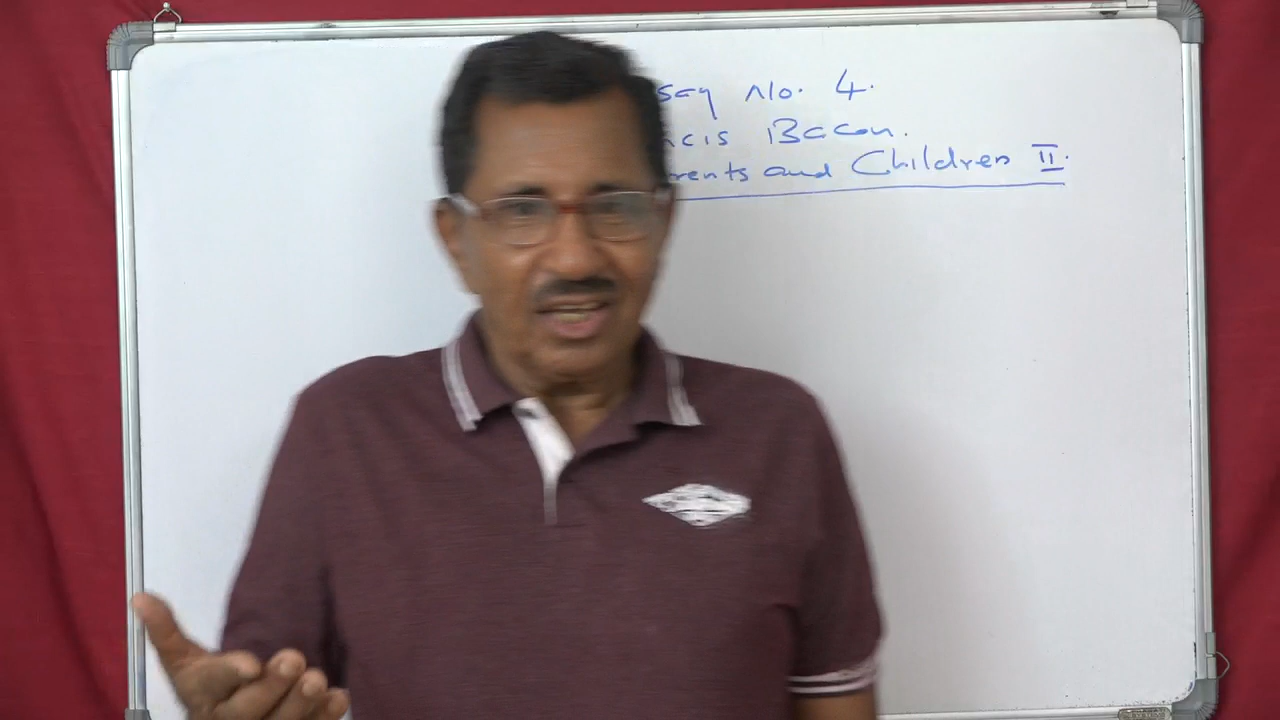 say No. 4.
ncis Bacon.
rents and Children II.